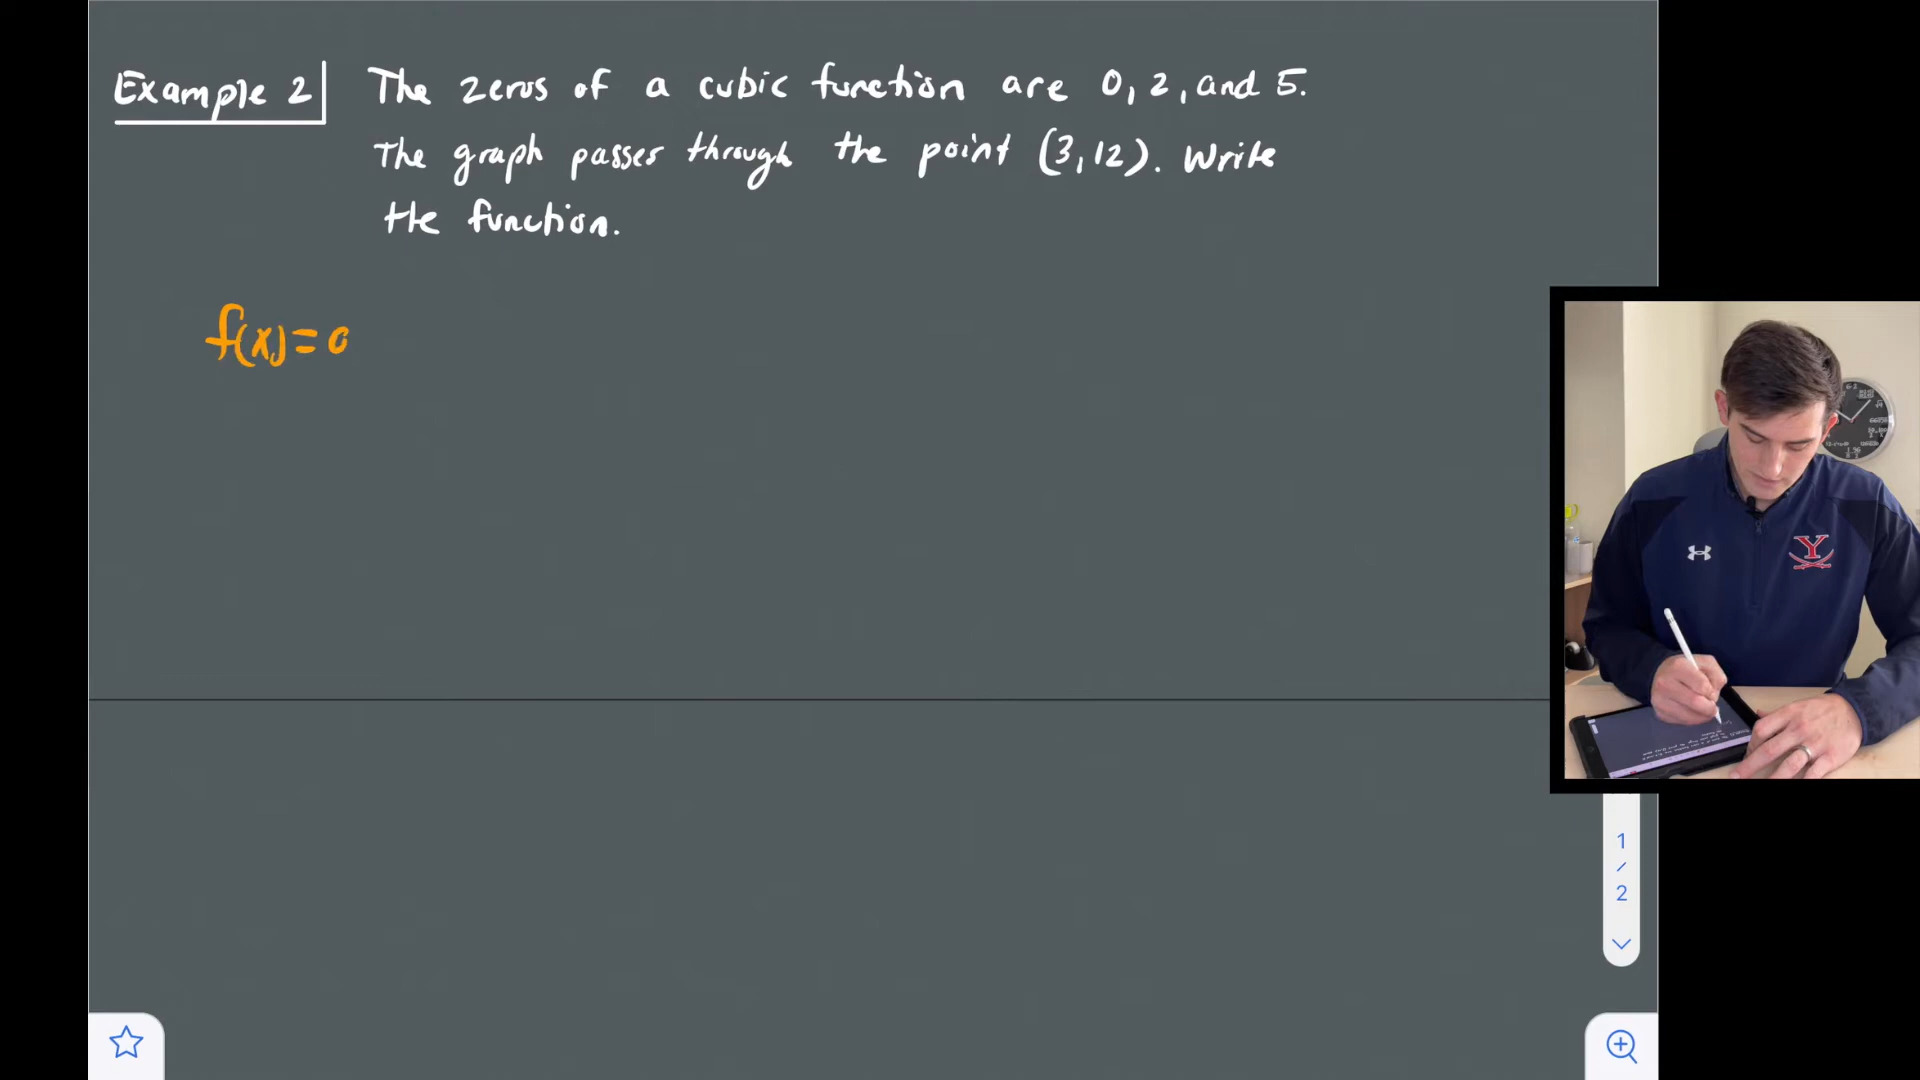 Example 2
The zeros of a cubic function are 0, 2, and 5.
The graph passes through the point (3,12). Write
the function.
f(x)=0
Y
1
/
2